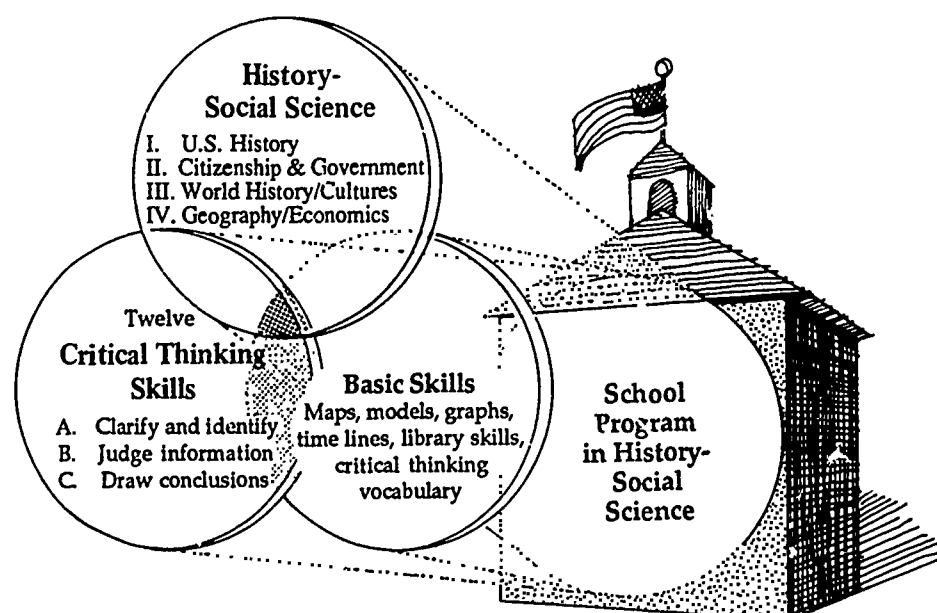 History-
Social Science
I. U.S. History
II. Citizenship & Government
III. World History/Cultures
IV. Geography/Economics
Twelve
Critical Thinking
Skills
A. Clarify and identify
B. Judge information
C. Draw conclusions
Basic Skills
Maps, models, graphs,
time lines, library skills,
critical thinking
vocabulary
School
Program
in History-
Social
Science